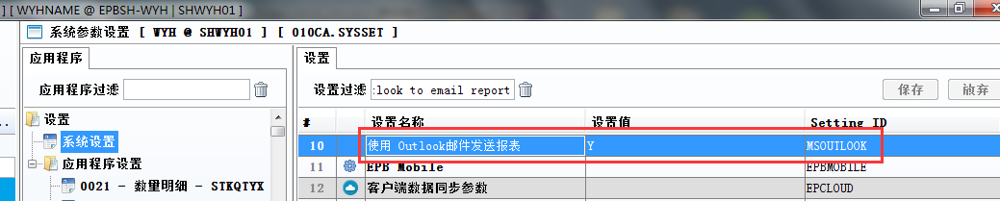 ] [ WYHNAME @ EPBSH-WYH | SHWYH01 ]
系统参数设置 [ WYH @ SHWYH01 ] [ 010CA.SYSSET ]
应用程序
设置
应用程序过滤
设置过滤 :look to email report
保存 放弃
设置
系统设置
应用程序设置
0021 - 数量明细 - STKQTYX
# 设置名称 设置值 Setting ID
10 使用 Outlook邮件发送报表 Y MSOUTLOOK
11 EPB Mobile EPBMOBILE
12 客户端数据同步参数 EPCLOUD